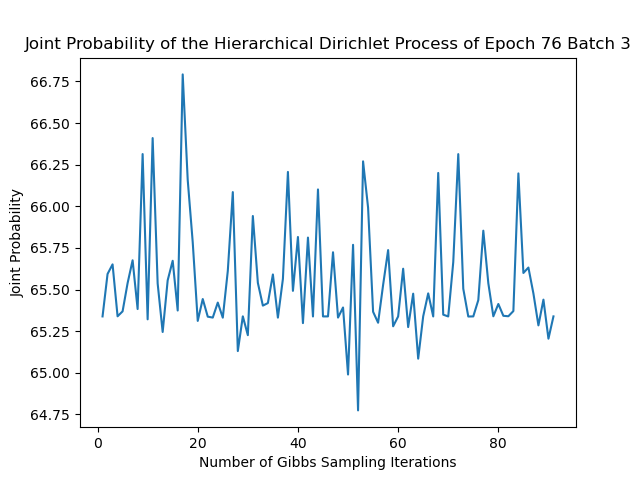 Joint Probability of the Hierarchical Dirichlet Process of Epoch 76 Batch 3
66.75
66.50
66.25
66.00
65.75
65.50
65.25
65.00
64.75
Joint Probability
0 20 40 60 80
Number of Gibbs Sampling Iterations